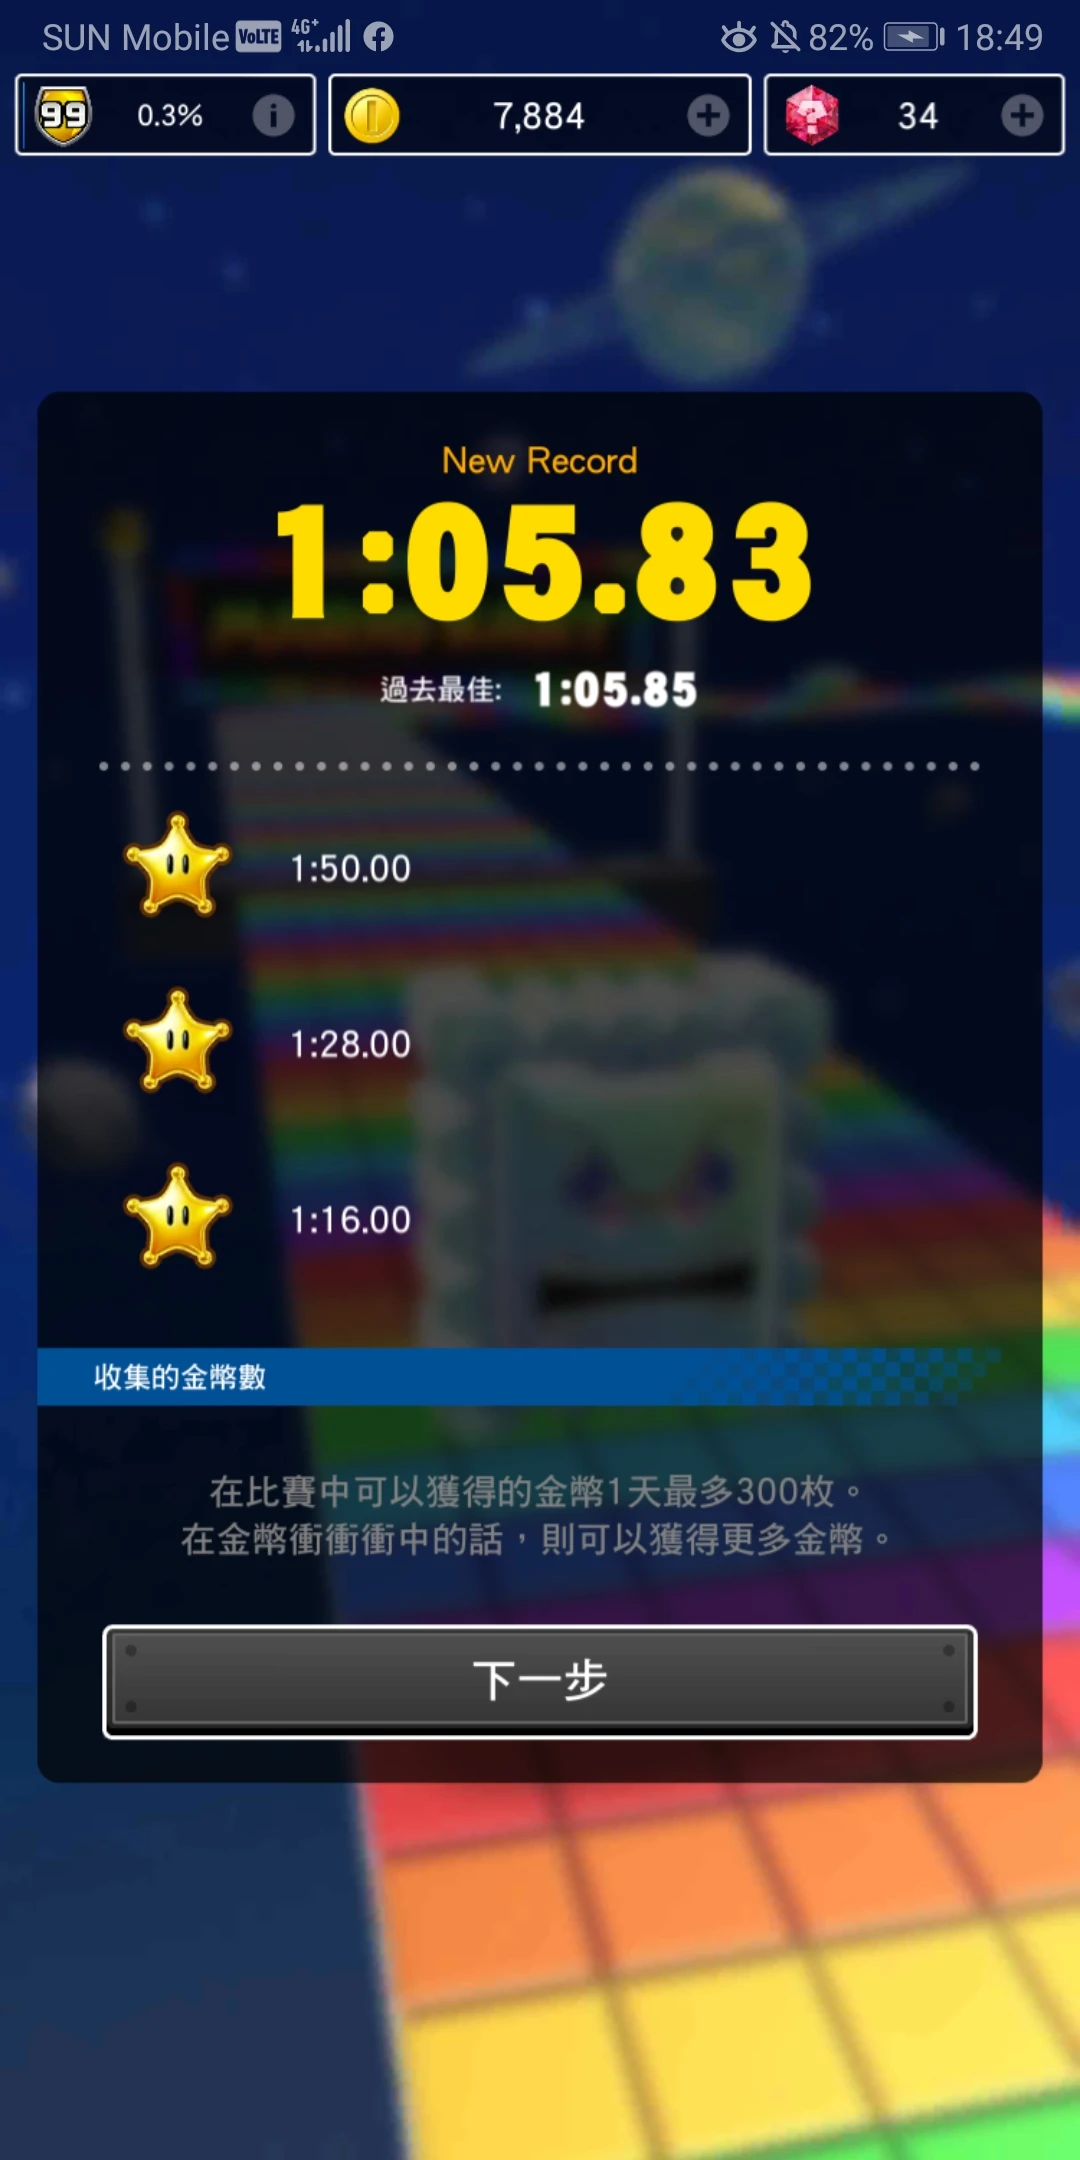 SUN Mobile VoLTE 4G+ 82% 18:49
99 0.3% 7,884 34
New Record
1:05.83
過去最佳: 1:05.85
1:50.00
1:28.00
1:16.00
收集的金幣數
在比賽中可以獲得的金幣1天最多300枚。
在金幣衝衝衝中的話，則可以獲得更多金幣。
下一步